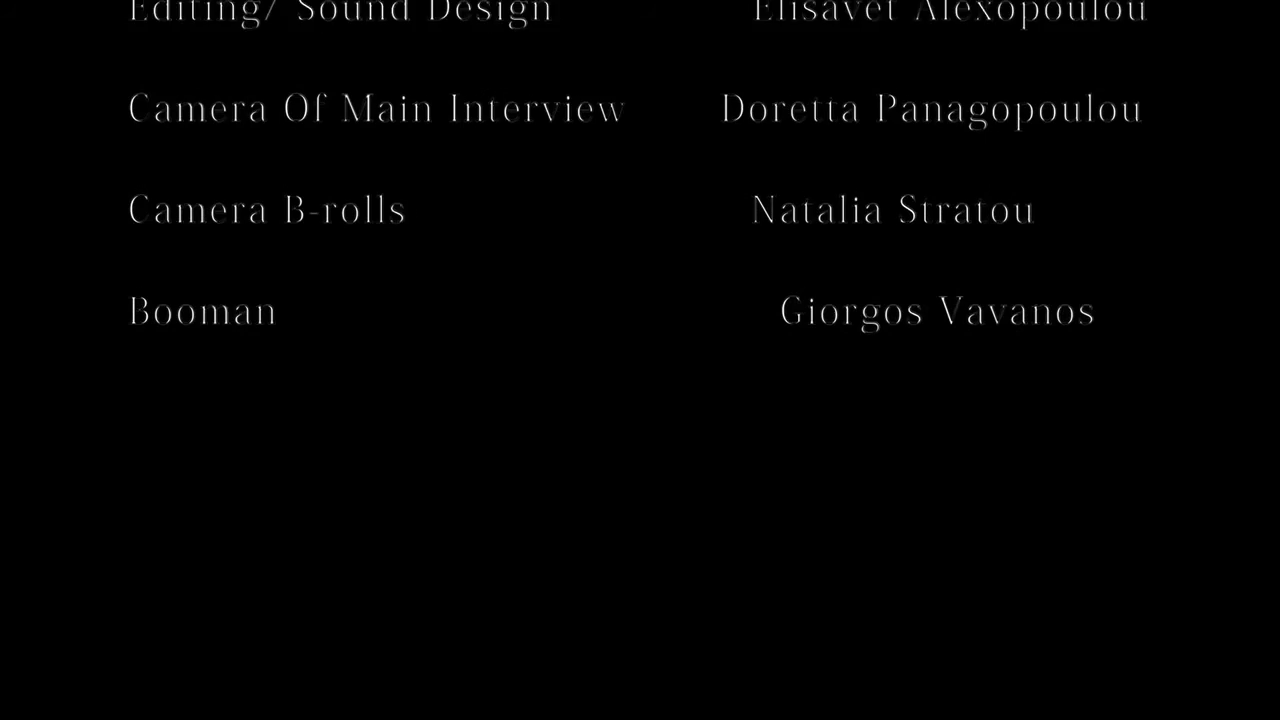 Editing/ Sound Design Elisavet Alexopoulou
Camera Of Main Interview Doretta Panagopoulou
Camera B-rolls Natalia Stratou
Booman Giorgos Vavanos